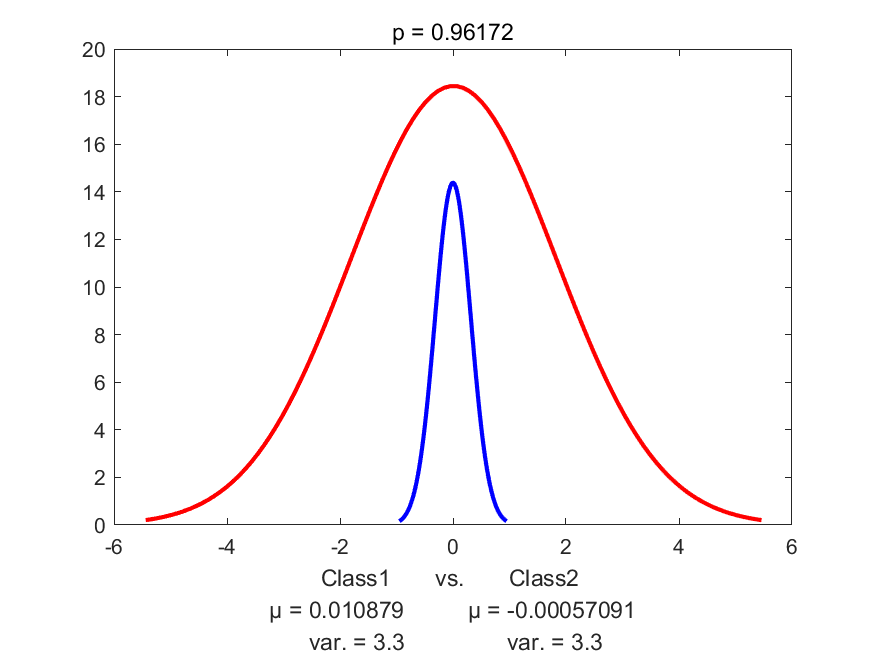 p = 0.96172
20
18
16
14
12
10
8
6
4
2
0
-6 -4 -2 0 2 4 6
Class1 vs. Class2
μ = 0.010879 μ = -0.00057091
var. = 3.3 var. = 3.3